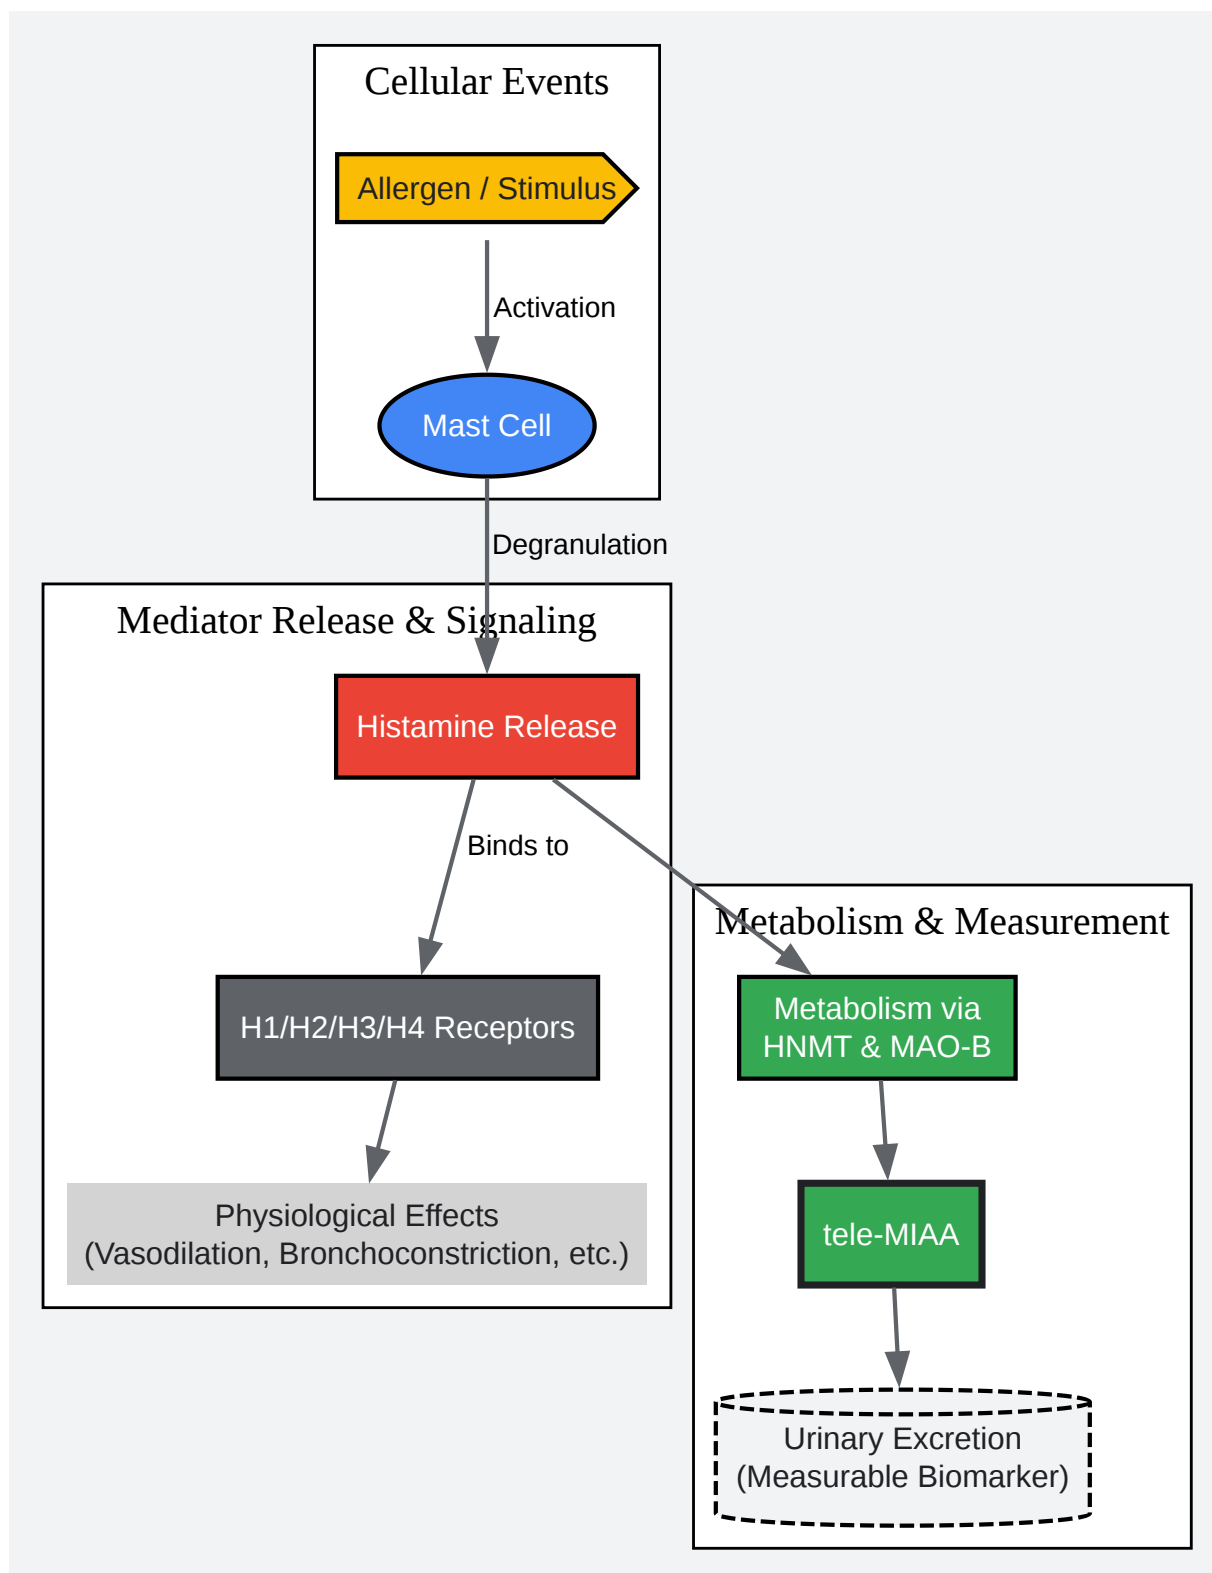 Cellular Events
Allergen / Stimulus
Activation
Mast Cell
Degranulation
Mediator Release & Signaling
Histamine Release
Binds to
H1/H2/H3/H4 Receptors
Physiological Effects
(Vasodilation, Bronchoconstriction, etc.)
Metabolism & Measurement
Metabolism via
HNMT & MAO-B
tele-MIAA
Urinary Excretion
(Measurable Biomarker)